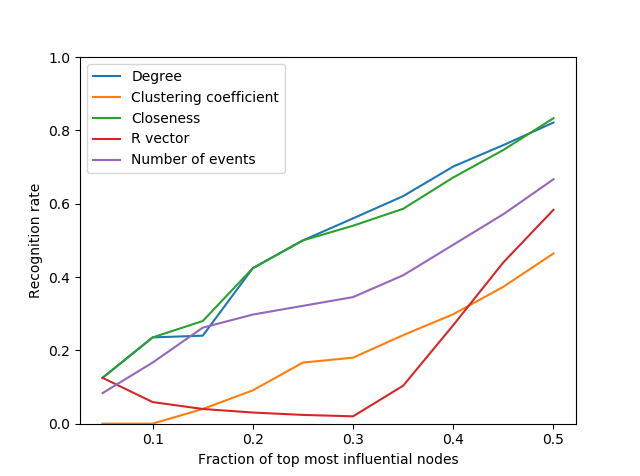 1.0
0.8
0.6
0.4
0.2
0.0
Recognition rate
Degree
Clustering coefficient
Closeness
R vector
Number of events
0.1 0.2 0.3 0.4 0.5
Fraction of top most influential nodes